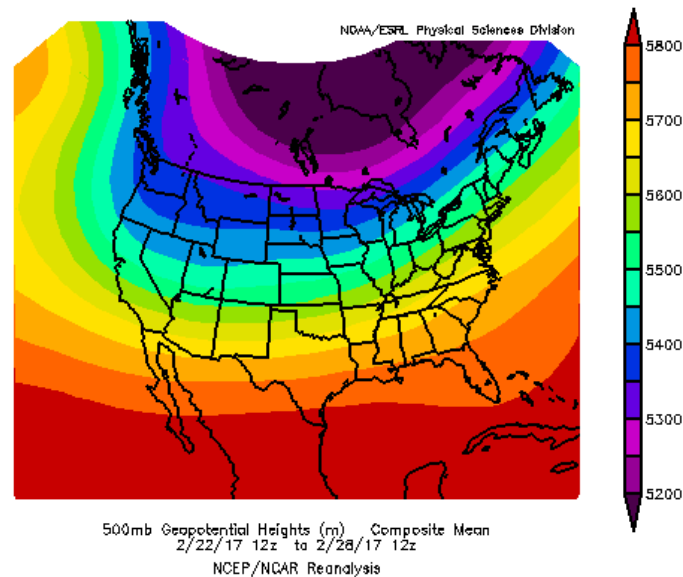 NOAA/ESRL Physical Sciences Division
5800
5700
5600
5500
5400
5300
5200
500mb Geopotential Heights (m) Composite Mean
2/22/17 12z to 2/28/17 12z
NCEP/NCAR Reanalysis